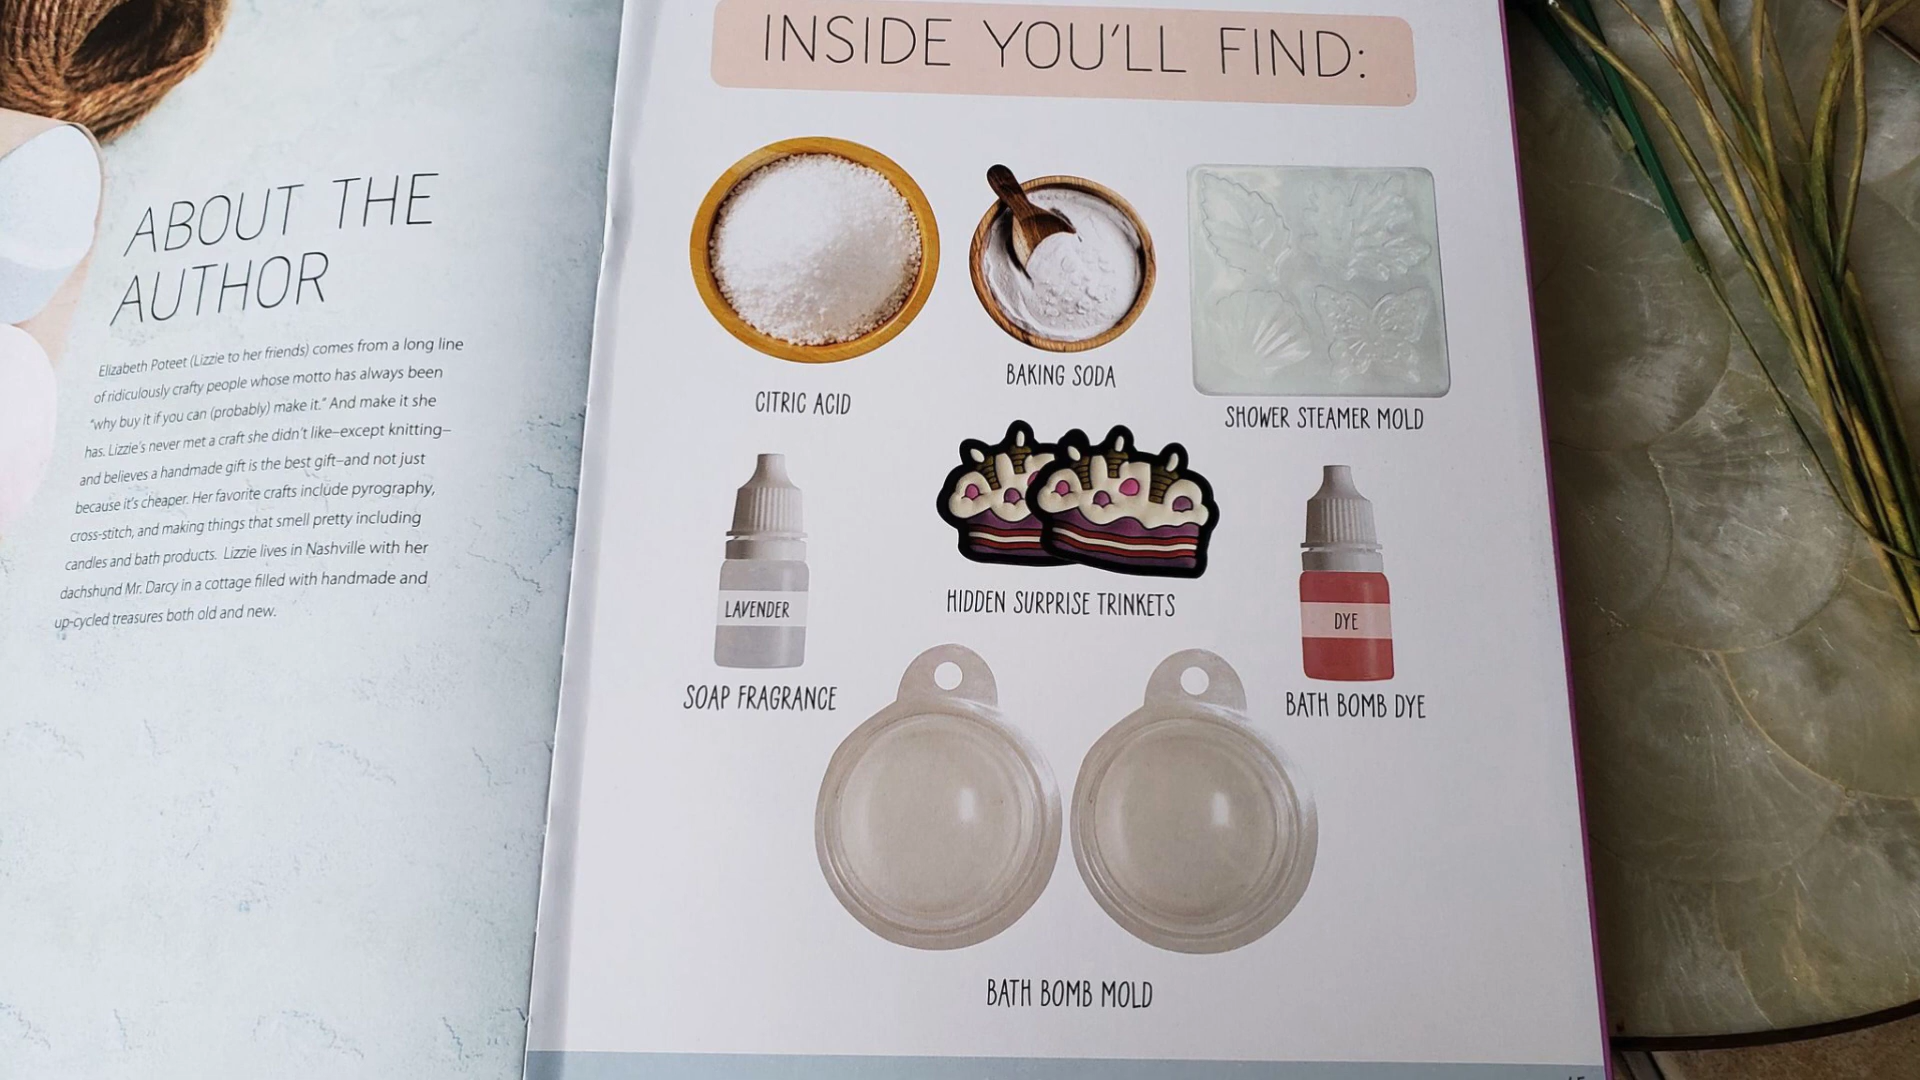 ABOUT THE
AUTHOR
Elizabeth Poteet (Lizzie to her friends) comes from a long line
of ridiculously crafty people whose motto has always been
"why buy it if you can (probably) make it." And make it she
has. Lizzie's never met a craft she didn't like–except knitting–
and believes a handmade gift is the best gift–and not just
because it's cheaper. Her favorite crafts include pyrography,
cross-stitch, and making things that smell pretty including
candles and bath products. Lizzie lives in Nashville with her
dachshund Mr. Darcy in a cottage filled with handmade and
up-cycled treasures both old and new.
INSIDE YOU'LL FIND:
CITRIC ACID
BAKING SODA
SHOWER STEAMER MOLD
LAVENDER
SOAP FRAGRANCE
HIDDEN SURPRISE TRINKETS
DYE
BATH BOMB DYE
BATH BOMB MOLD